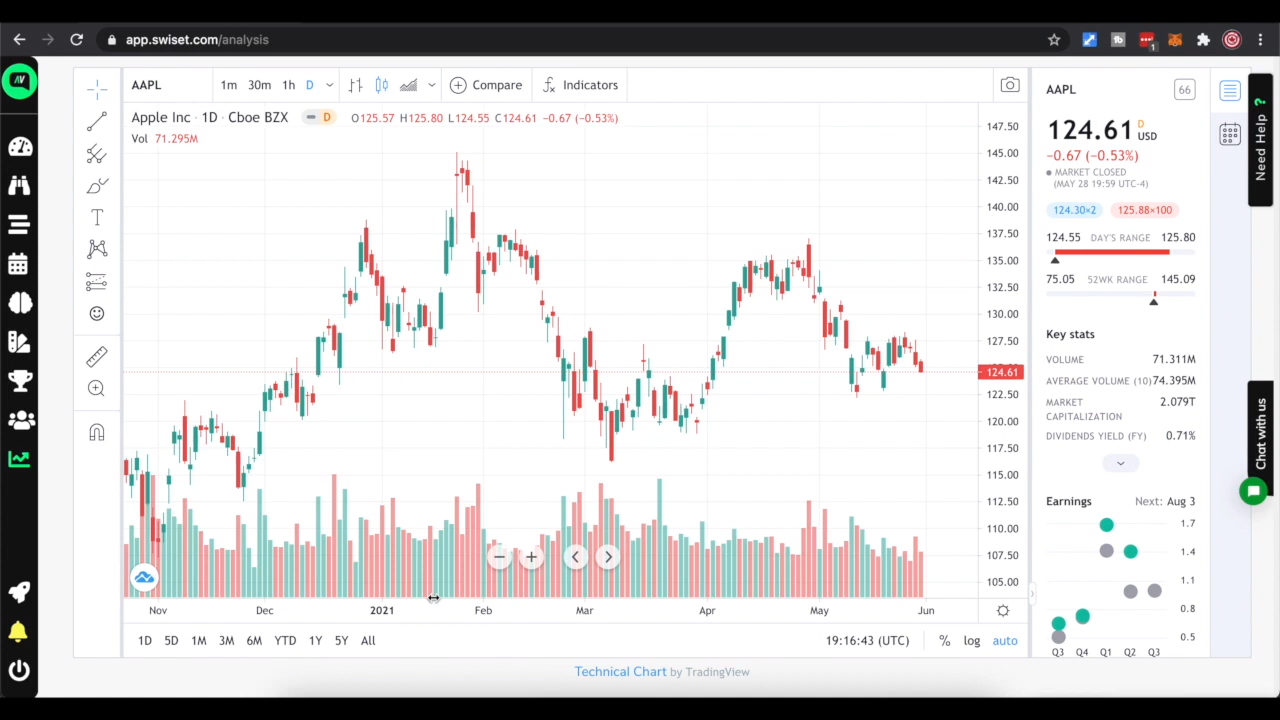 app.swiset.com/analysis
1
AAPL
1m 30m 1h D
Compare
Indicators
Apple Inc · 1D · Cboe BZX
D
O125.57 H125.80 L124.55 C124.61 −0.67 (−0.53%)
Vol 71.295M
T
147.50
145.00
142.50
140.00
137.50
135.00
132.50
130.00
127.50
124.61
122.50
120.00
117.50
115.00
112.50
110.00
107.50
105.00
Nov Dec 2021 Feb Mar Apr May Jun
1D 5D 1M 3M 6M YTD 1Y 5Y All
19:16:43 (UTC)
% log auto
Technical Chart by TradingView
AAPL
66
124.61 D USD
−0.67 (−0.53%)
MARKET CLOSED
(MAY 28 19:59 UTC-4)
124.30×2 125.88×100
124.55 DAY'S RANGE 125.80
75.05 52WK RANGE 145.09
Key stats
VOLUME 71.311M
AVERAGE VOLUME (10) 74.395M
MARKET CAPITALIZATION 2.079T
DIVIDENDS YIELD (FY) 0.71%
Earnings Next: Aug 3
1.7
1.4
1.1
0.8
0.5
Q3 Q4 Q1 Q2 Q3
Need Help ?
Chat with us